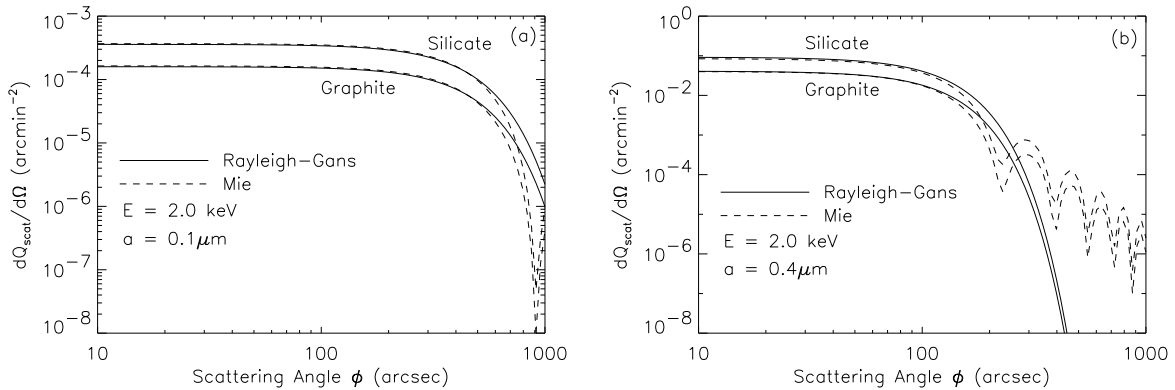 (a)
Silicate
Graphite
Rayleigh−Gans
Mie
E = 2.0 keV
a = 0.1μm
10⁻³
10⁻⁴
10⁻⁵
10⁻⁶
10⁻⁷
10⁻⁸
dQscat/dΩ (arcmin⁻²)
10 100 1000
Scattering Angle ϕ (arcsec)
(b)
Silicate
Graphite
Rayleigh−Gans
Mie
E = 2.0 keV
a = 0.4μm
10⁰
10⁻²
10⁻⁴
10⁻⁶
10⁻⁸
dQscat/dΩ (arcmin⁻²)
10 100 1000
Scattering Angle ϕ (arcsec)